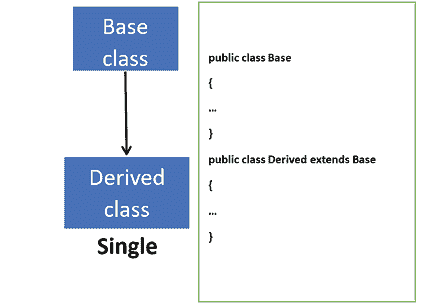 Base
class
Derived
class
Single
public class Base
{
...
}
public class Derived extends Base
{
...
}